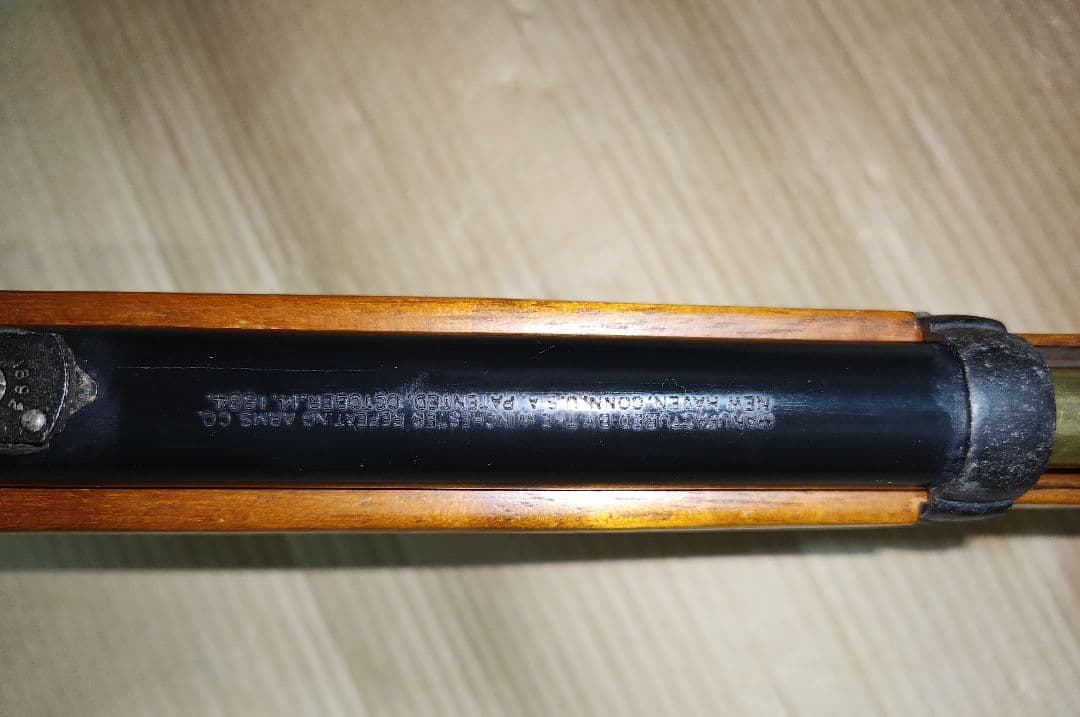 MANUFACTURED BY THE WINCHESTER REPEATING ARMS CO.
NEW HAVEN. CONN. U.S.A. PATENTED. OCTOBER. 14. 1884.